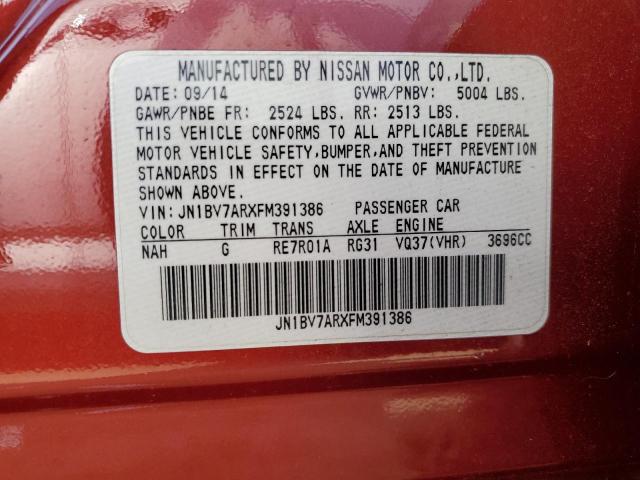 MANUFACTURED BY NISSAN MOTOR CO.,LTD.
DATE: 09/14 GVWR/PNBV: 5004 LBS.
GAWR/PNBE FR: 2524 LBS. RR: 2513 LBS.
THIS VEHICLE CONFORMS TO ALL APPLICABLE FEDERAL
MOTOR VEHICLE SAFETY,BUMPER,AND THEFT PREVENTION
STANDARDS IN EFFECT ON THE DATE OF MANUFACTURE
SHOWN ABOVE.
VIN: JN1BV7ARXFM391386 PASSENGER CAR
COLOR TRIM TRANS AXLE ENGINE
NAH G RE7R01A RG31 VQ37(VHR) 3696CC
JN1BV7ARXFM391386